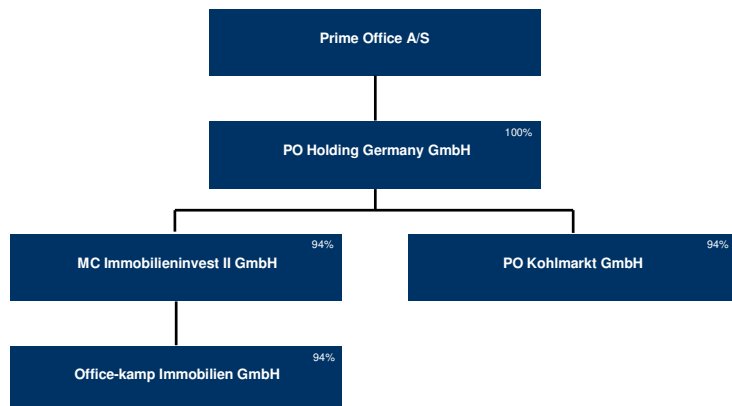 Prime Office A/S
100%
PO Holding Germany GmbH
94%
MC Immobilieninvest II GmbH
94%
PO Kohlmarkt GmbH
94%
Office-kamp Immobilien GmbH